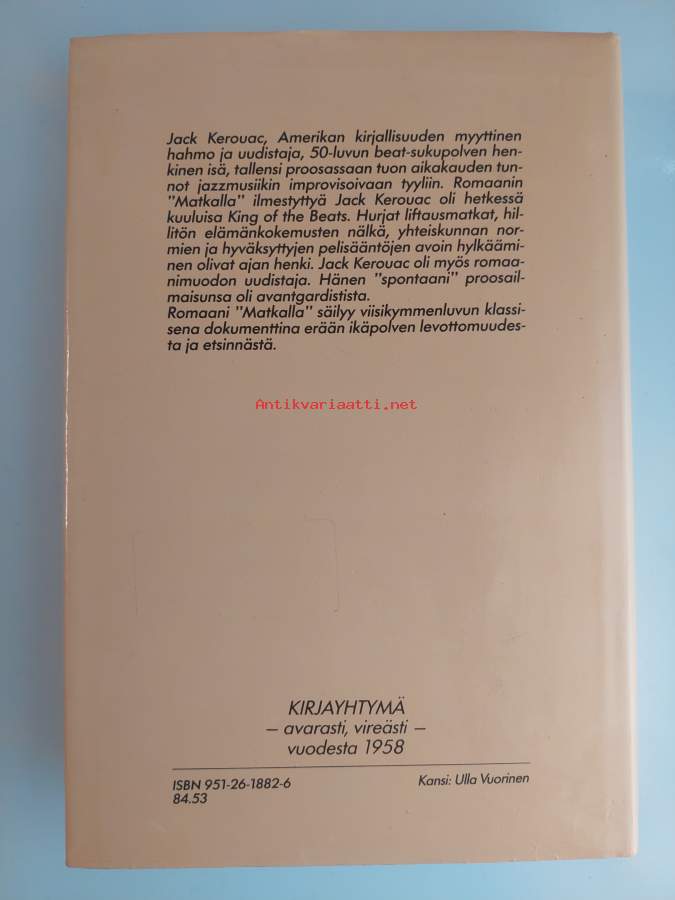 Jack Kerouac, Amerikan kirjallisuuden myyttinen
hahmo ja uudistaja, 50-luvun beat-sukupolven hen-
kinen isä, tallensi proosassaan tuon aikakauden tun-
not jazzmusiikin improvisoivaan tyyliin. Romaanin
"Matkalla" ilmestyttyä Jack Kerouac oli hetkessä
kuuluisa King of the Beats. Hurjat liftausmatkat, hil-
litön elämänkokemusten nälkä, yhteiskunnan nor-
mien ja hyväksyttyjen pelisääntöjen avoin hylkäämi-
nen olivat ajan henki. Jack Kerouac oli myös romaa-
nimuodon uudistaja. Hänen "spontaani" proosail-
maisunsa oli avantgardistista.
Romaani "Matkalla" säilyy viisikymmenluvun klassi-
sena dokumenttina erään ikäpolven levottomuudes-
ta ja etsinnästä.
Antikvariaatti.net
KIRJAYHTYMÄ
– avarasti, vireästi –
vuodesta 1958
ISBN 951-26-1882-6 Kansi: Ulla Vuorinen
84.53